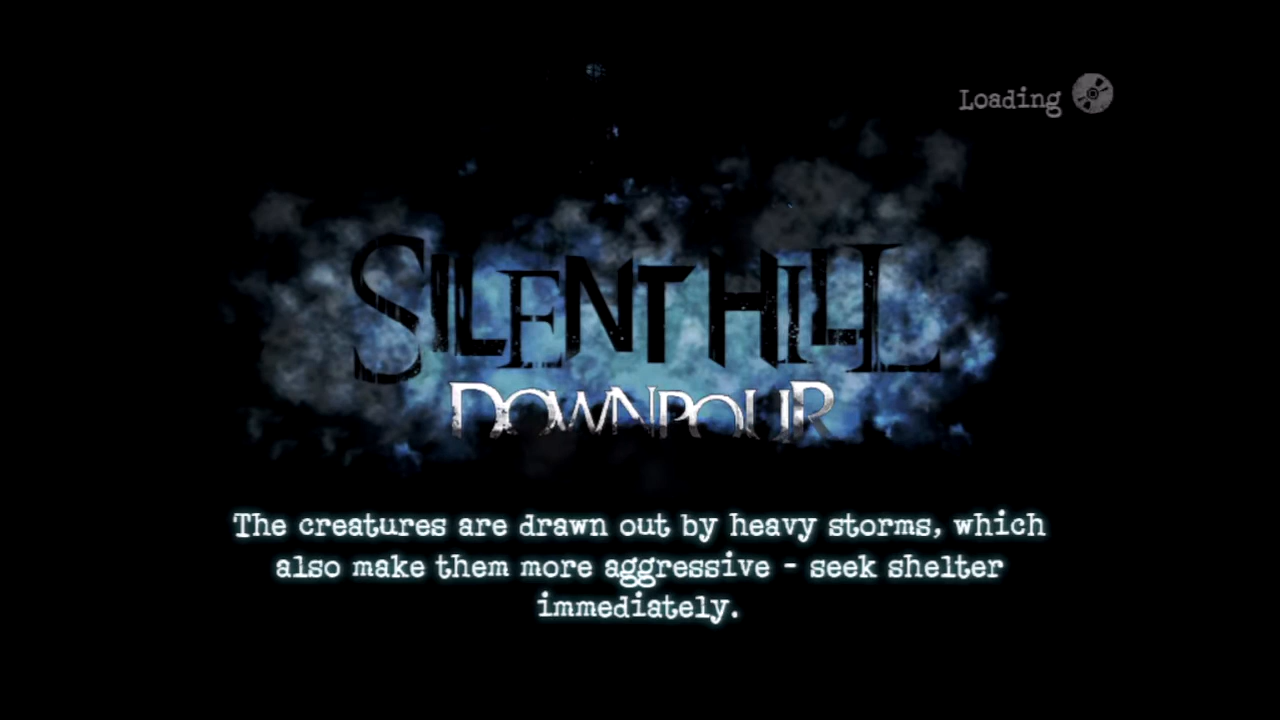 Loading
SILENT HILL
DOWNPOUR
The creatures are drawn out by heavy storms, which
also make them more aggressive - seek shelter
immediately.